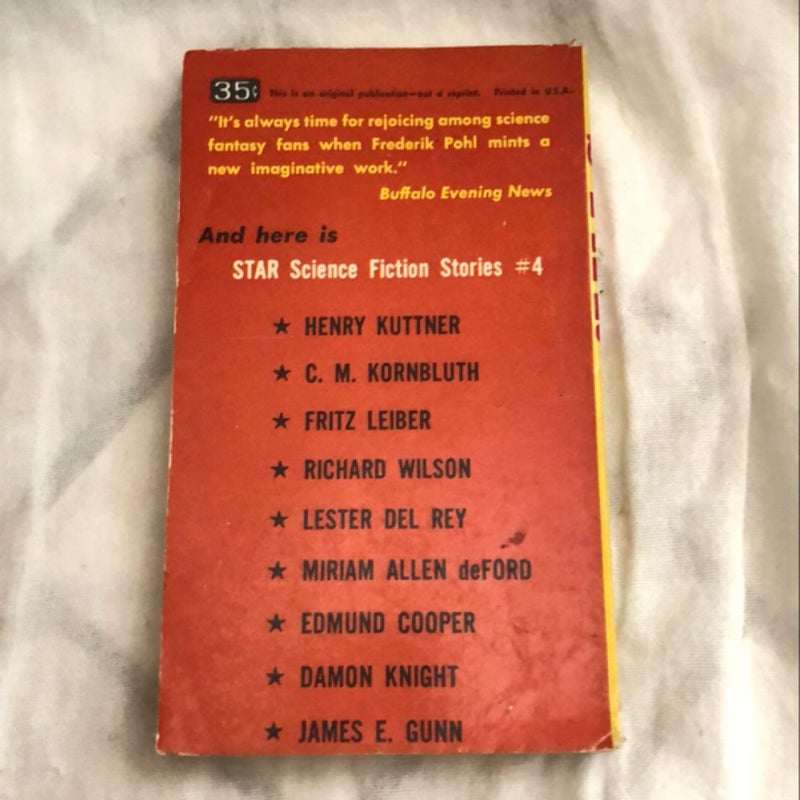 35¢ This is an original publication—not a reprint. Printed in U.S.A.
"It's always time for rejoicing among science
fantasy fans when Frederik Pohl mints a
new imaginative work."
Buffalo Evening News
And here is
STAR Science Fiction Stories #4
★ HENRY KUTTNER
★ C. M. KORNBLUTH
★ FRITZ LEIBER
★ RICHARD WILSON
★ LESTER DEL REY
★ MIRIAM ALLEN deFORD
★ EDMUND COOPER
★ DAMON KNIGHT
★ JAMES E. GUNN